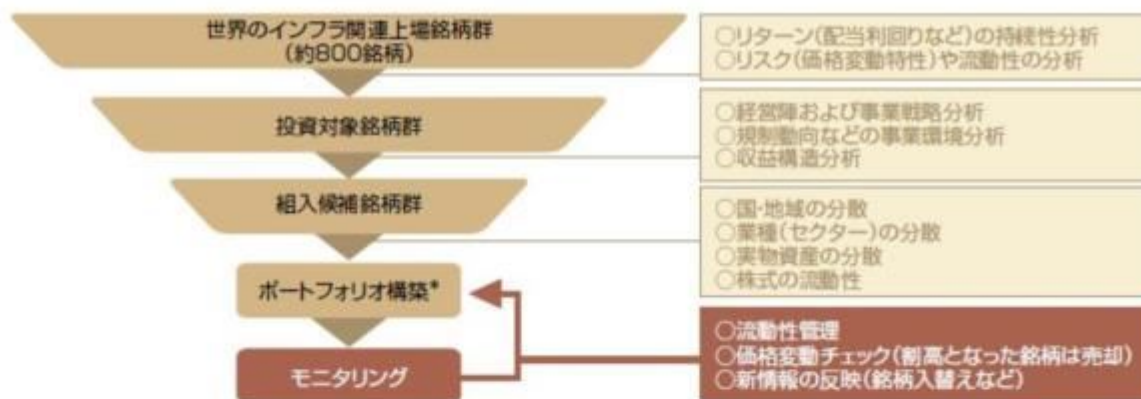 世界のインフラ関連上場銘柄群
(約800銘柄)
○リターン(配当利回りなど)の持続性分析
○リスク(価格変動特性)や流動性の分析
投資対象銘柄群
○経営陣および事業戦略分析
○規制動向などの事業環境分析
○収益構造分析
組入候補銘柄群
○国・地域の分散
○業種(セクター)の分散
○実物資産の分散
○株式の流動性
ポートフォリオ構築*
モニタリング
○流動性管理
○価格変動チェック(割高となった銘柄は売却)
○新情報の反映(銘柄入替えなど)